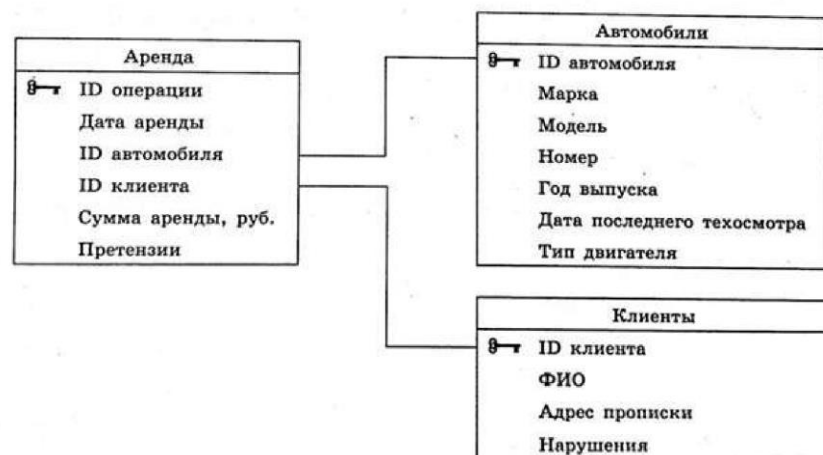 Аренда
ID операции
Дата аренды
ID автомобиля
ID клиента
Сумма аренды, руб.
Претензии
Автомобили
ID автомобиля
Марка
Модель
Номер
Год выпуска
Дата последнего техосмотра
Тип двигателя
Клиенты
ID клиента
ФИО
Адрес прописки
Нарушения